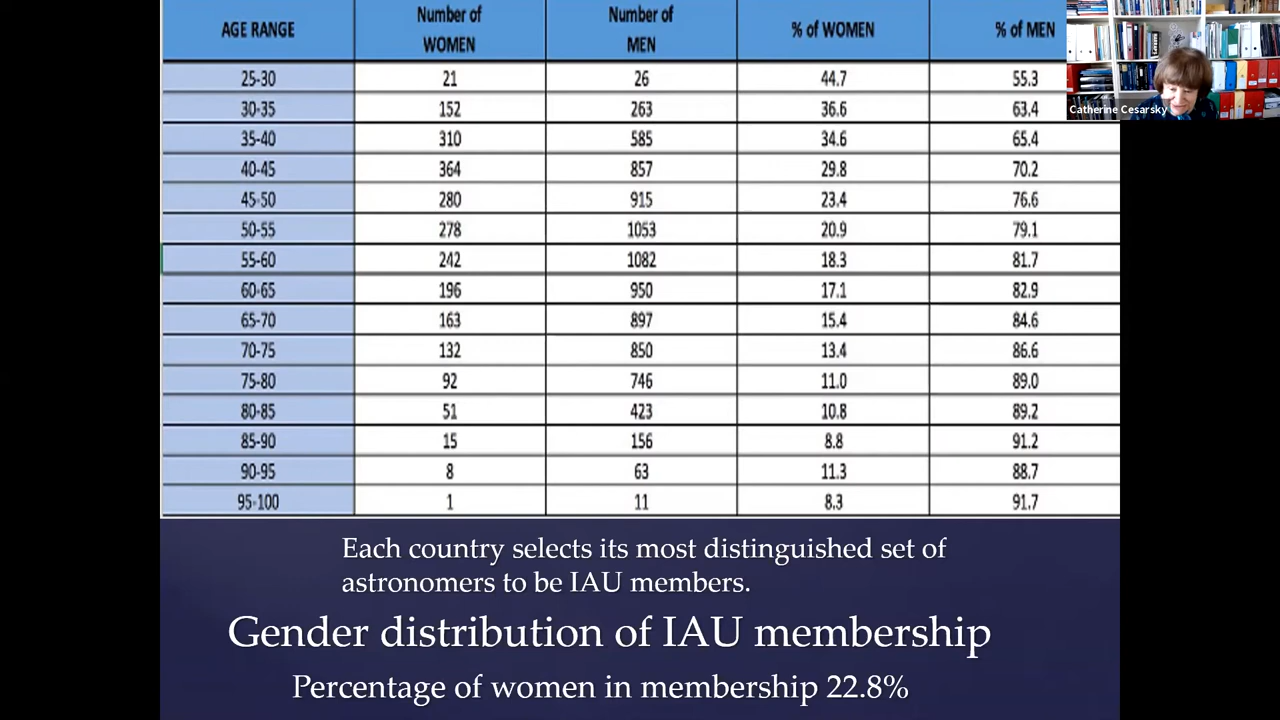 AGE RANGE Number of WOMEN Number of MEN % of WOMEN % of MEN
25-30 21 26 44.7 55.3
30-35 152 263 36.6 63.4
35-40 310 585 34.6 65.4
40-45 364 857 29.8 70.2
45-50 280 915 23.4 76.6
50-55 278 1053 20.9 79.1
55-60 242 1082 18.3 81.7
60-65 196 950 17.1 82.9
65-70 163 897 15.4 84.6
70-75 132 850 13.4 86.6
75-80 92 746 11.0 89.0
80-85 51 423 10.8 89.2
85-90 15 156 8.8 91.2
90-95 8 63 11.3 88.7
95-100 1 11 8.3 91.7
Catherine Cesarsky
Each country selects its most distinguished set of
astronomers to be IAU members.
Gender distribution of IAU membership
Percentage of women in membership 22.8%